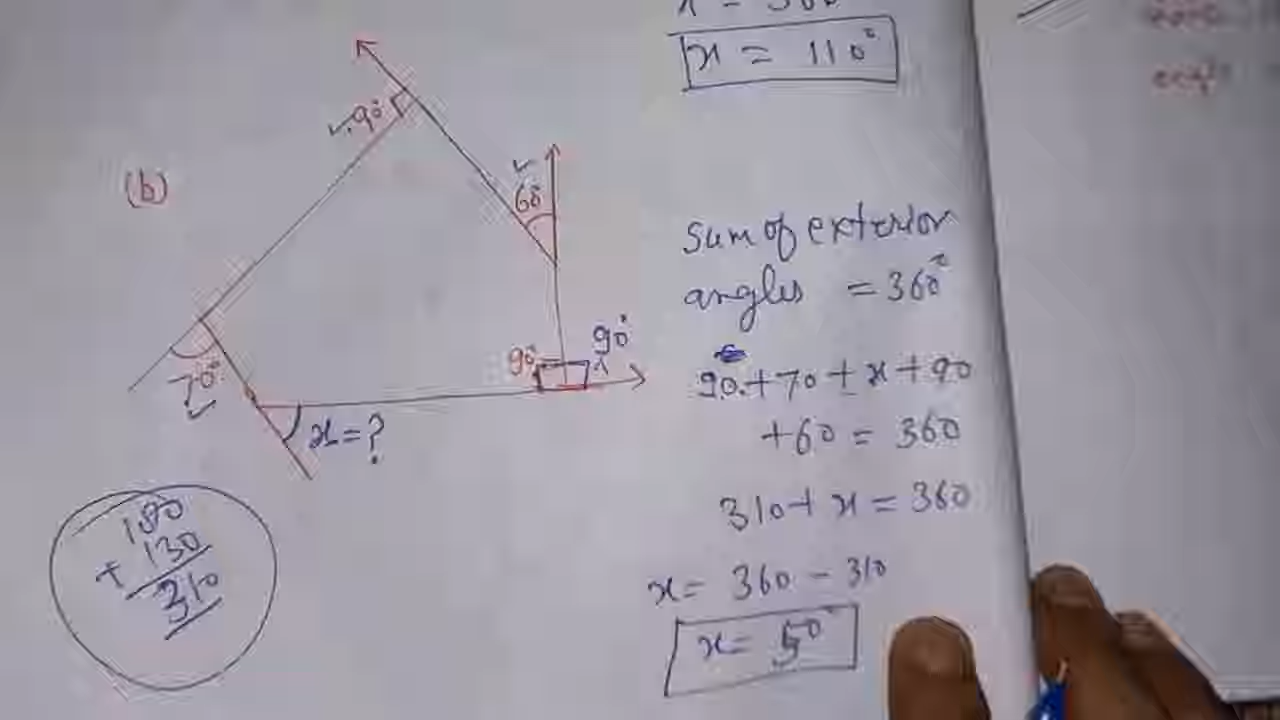 x = 360
x = 110°
(b)
90°
60°
90°
90°
70°
x = ?
sum of exterior
angles = 360°
90 + 70 + x + 90
+ 60 = 360
310 + x = 360
x = 360 - 310
x = 50°
180
+ 130
310